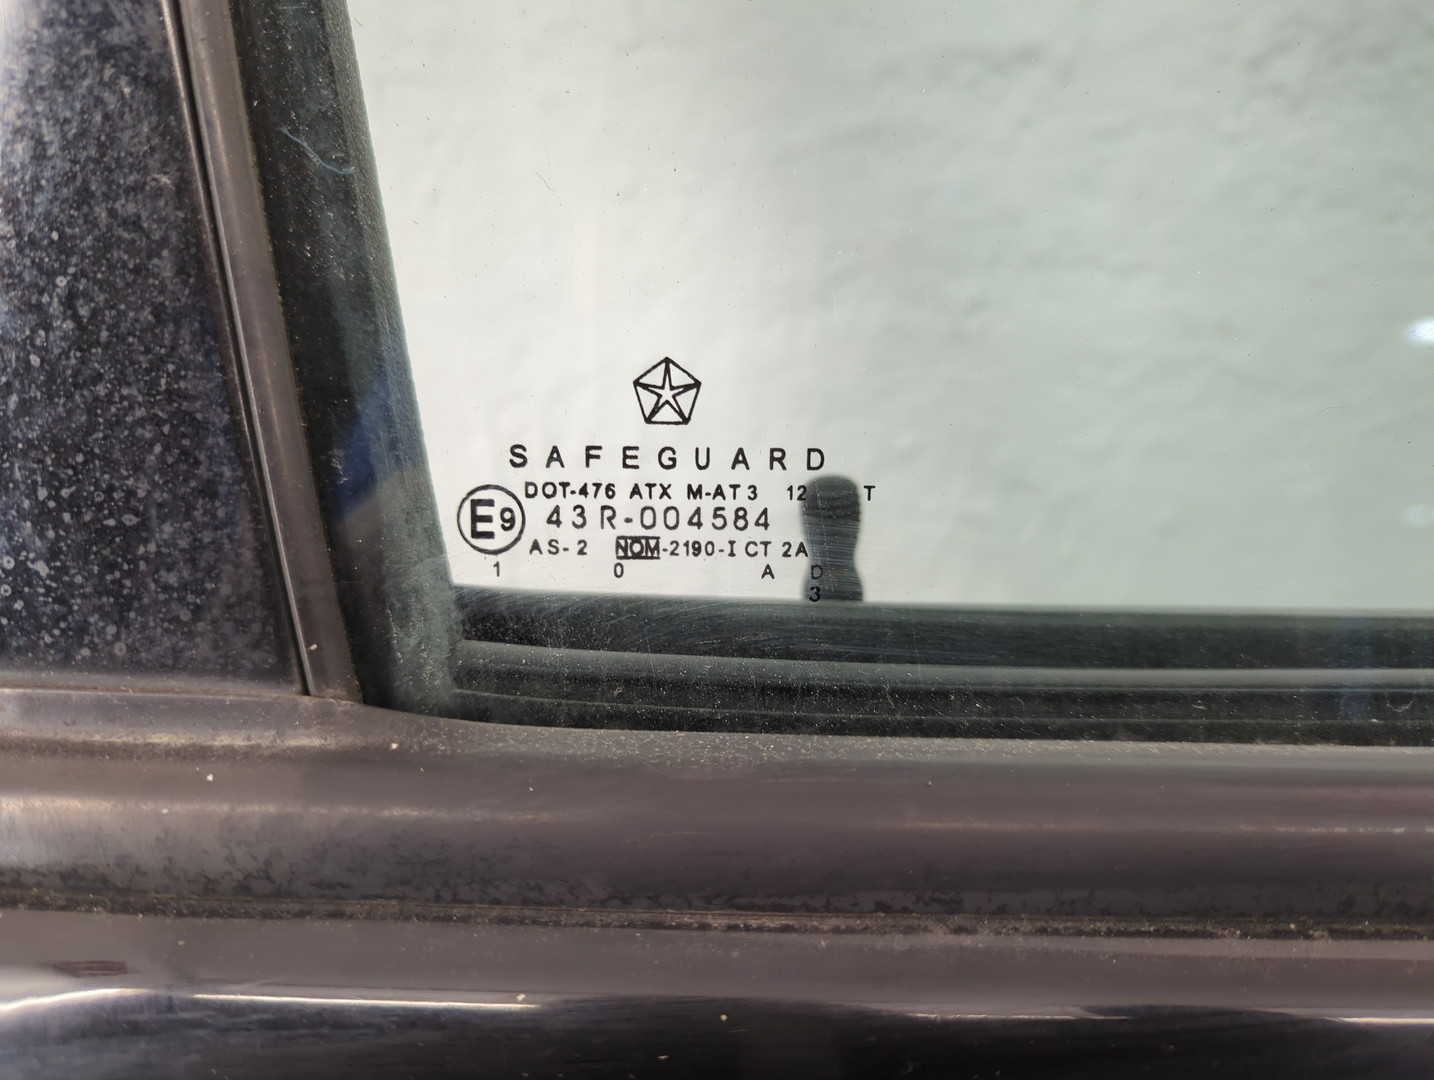 SAFEGUARD
DOT-476 ATX M-AT3 12 T
E9 43R-004584
AS-2 NOM-2190-I CT 2A
1 0 A D
3